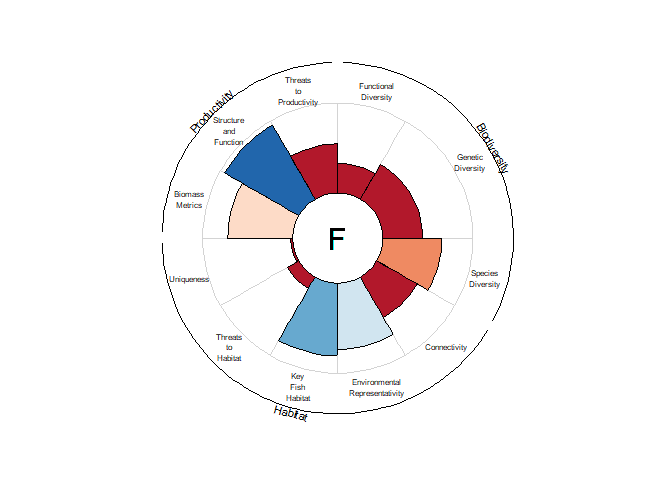 Threats
to
Productivity
Functional
Diversity
Productivity
Structure
and
Function
Biodiversity
Genetic
Diversity
Biomass
Metrics
F
Uniqueness
Species
Diversity
Threats
to
Habitat
Connectivity
Key
Fish
Habitat
Environmental
Representativity
Habitat